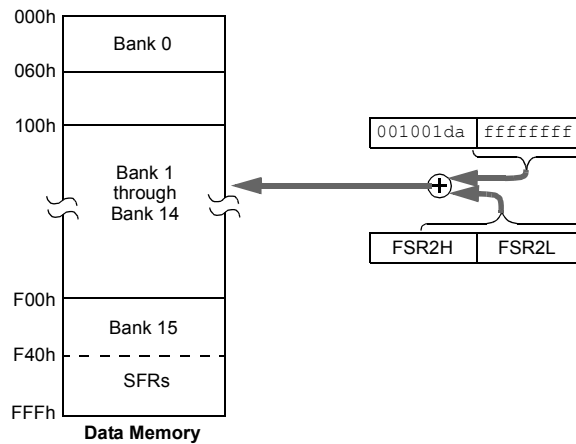 000h
Bank 0
060h
100h
001001da ffffffff
Bank 1
through
Bank 14
FSR2H FSR2L
F00h
Bank 15
F40h
SFRs
FFFh
Data Memory